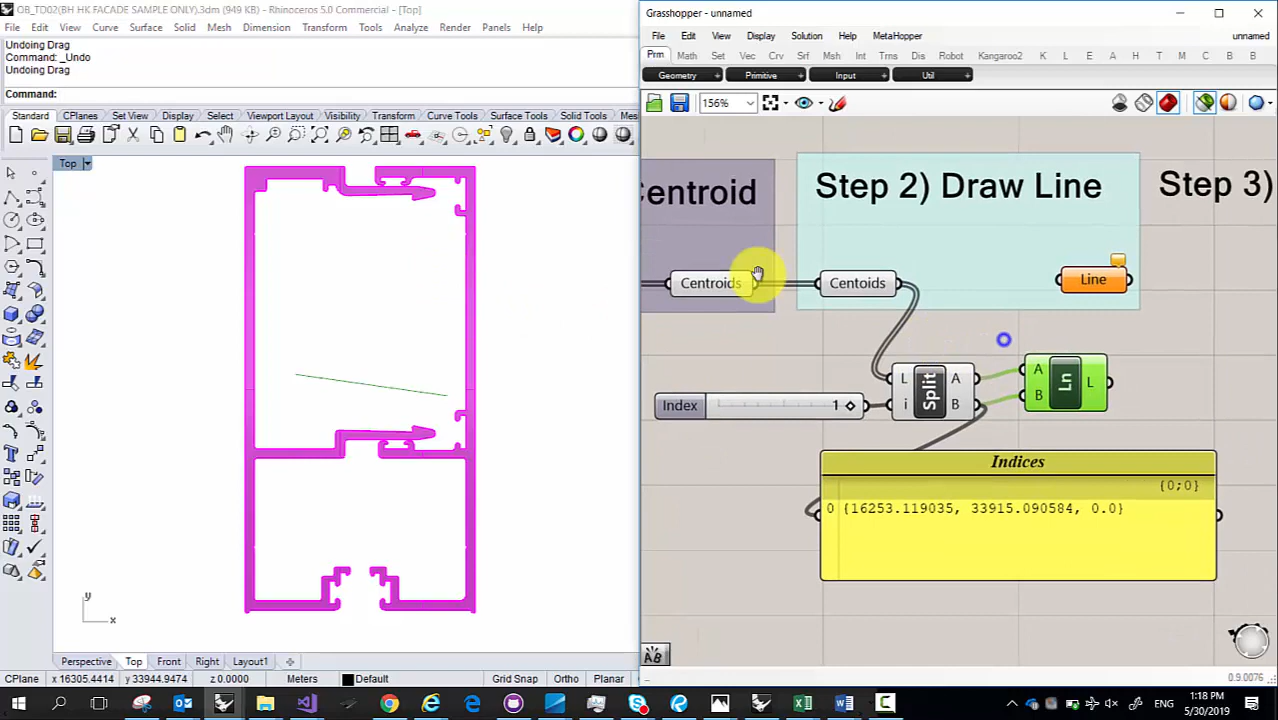 OB_TD02(BH HK FACADE SAMPLE ONLY).3dm (949 KB) - Rhinoceros 5.0 Commercial - [Top]
File Edit View Curve Surface Solid Mesh Dimension Transform Tools Analyze Render Panels Help
Undoing Drag
Command: _Undo
Undoing Drag
Command:
Standard CPlanes Set View Display Select Viewport Layout Visibility Transform Curve Tools Surface Tools Solid Tools Me
Top
y
x
Perspective Top Front Right Layout1
CPlane x 16305.4414 y 33944.9474 z 0.0000 Meters Default Grid Snap Ortho Planar
Grasshopper - unnamed
File Edit View Display Solution Help MetaHopper unnamed
Prm Math Set Vec Crv Srf Msh Int Trns Dis Robot Kangaroo2 K L E A H T M C B B
Geometry Primitive Input Util
156%
Centroid
Step 2) Draw Line
Step 3)
Centroids
Centoids
Line
Index 1
L i Split A B
A B Ln L
Indices
{0;0}
0 {16253.119035, 33915.090584, 0.0}
0.9.0076
1:18 PM
5/30/2019